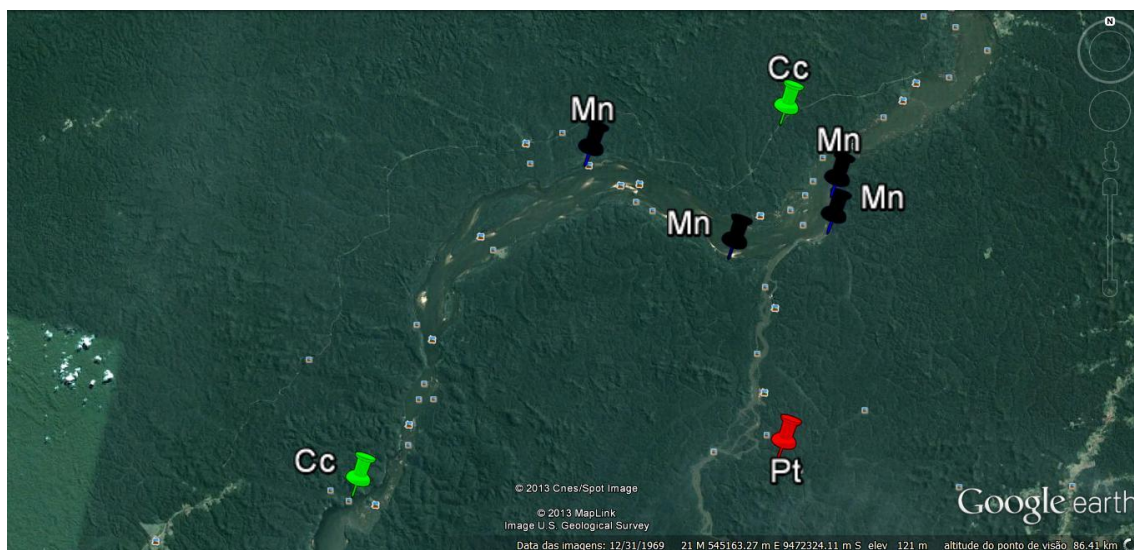 N
Cc
Mn
Mn
Mn
Mn
Cc
Pt
© 2013 Cnes/Spot Image
© 2013 MapLink
Image U.S. Geological Survey
Google earth
Data das imagens: 12/31/1969 21 M 545163.27 m E 9472324.11 m S elev 121 m altitude do ponto de visão 86.41 km